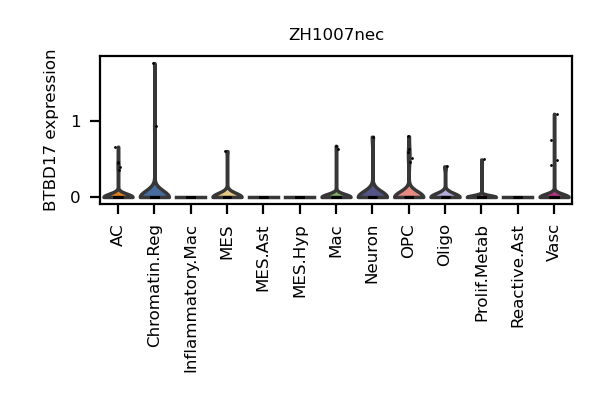 ZH1007nec
BTBD17 expression
1
0
AC
Chromatin.Reg
Inflammatory.Mac
MES
MES.Ast
MES.Hyp
Mac
Neuron
OPC
Oligo
Prolif.Metab
Reactive.Ast
Vasc